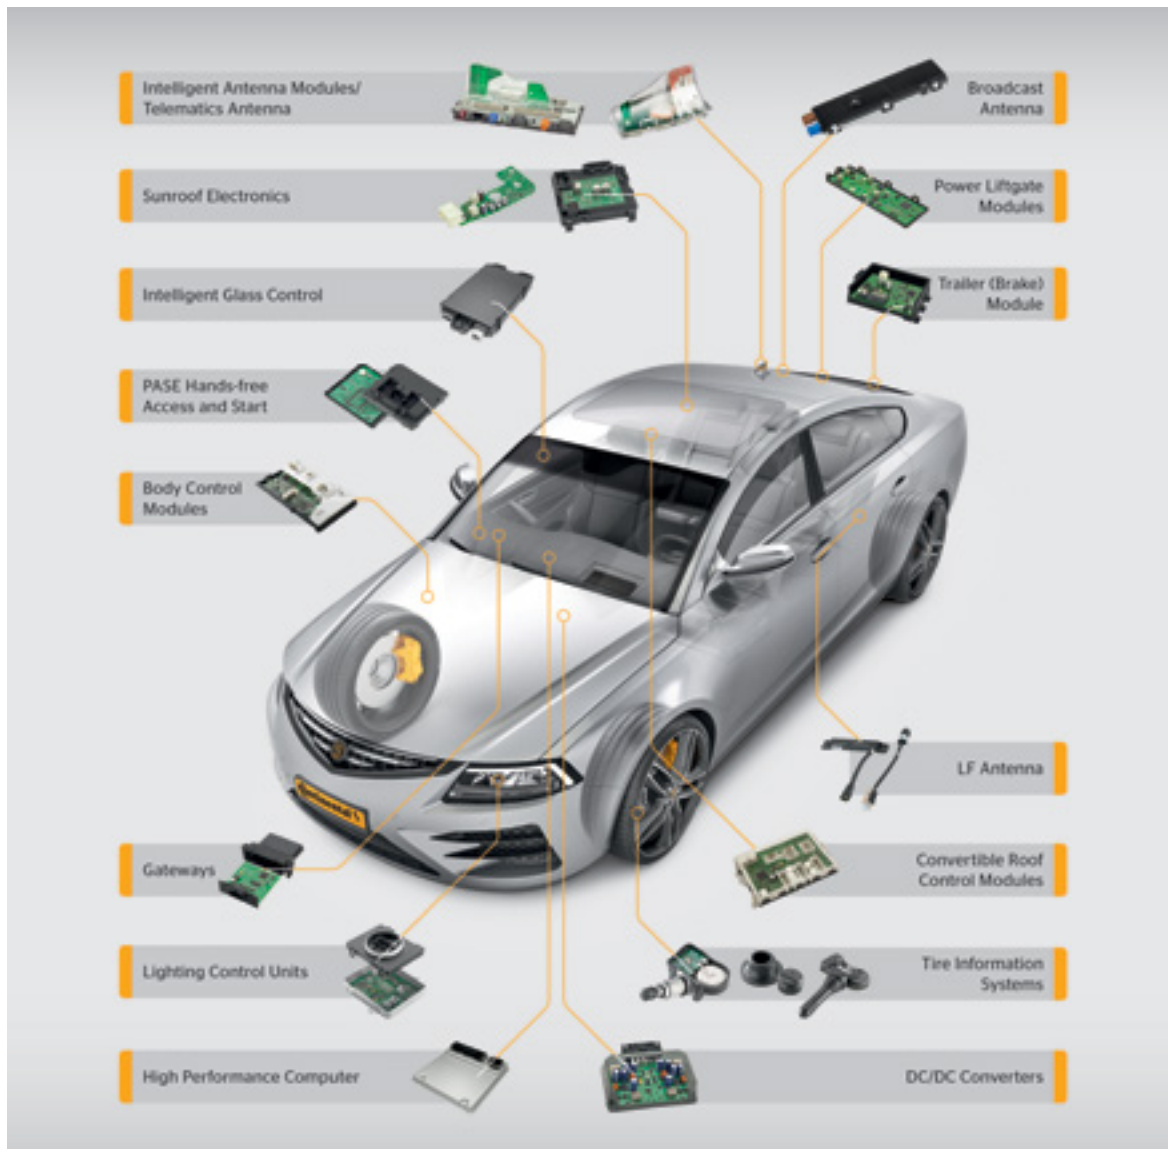 Intelligent Antenna Modules/
Telematics Antenna
Broadcast
Antenna
Sunroof Electronics
Power Liftgate
Modules
Intelligent Glass Control
Trailer (Brake)
Module
PASE Hands-free
Access and Start
Body Control
Modules
Continental
LF Antenna
Gateways
Convertible Roof
Control Modules
Lighting Control Units
Tire Information
Systems
High Performance Computer
DC/DC Converters